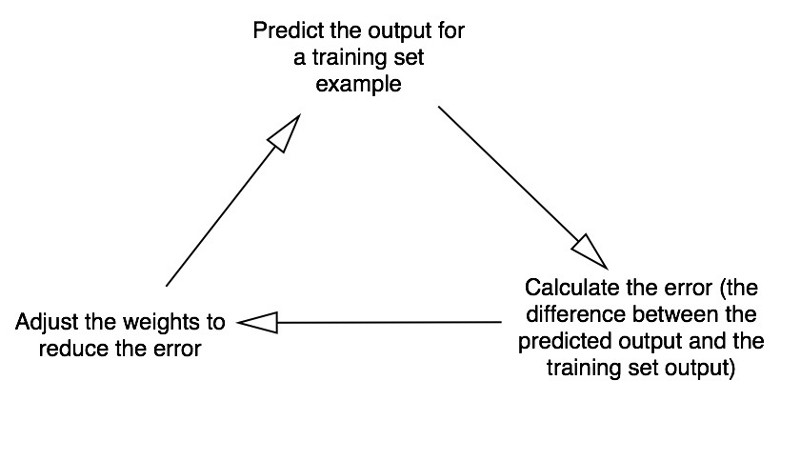 Predict the output for
a training set
example
Calculate the error (the
difference between the
predicted output and the
training set output)
Adjust the weights to
reduce the error